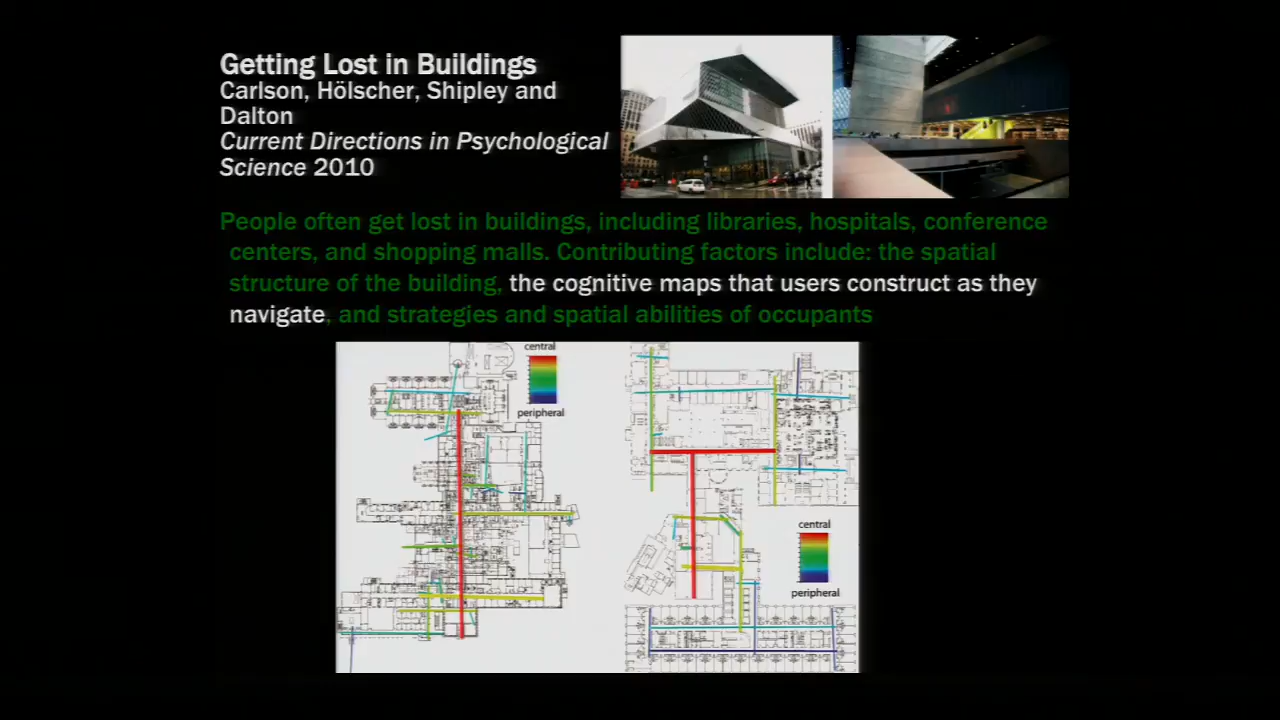 Getting Lost in Buildings
Carlson, Hölscher, Shipley and
Dalton
Current Directions in Psychological
Science 2010
People often get lost in buildings, including libraries, hospitals, conference
centers, and shopping malls. Contributing factors include: the spatial
structure of the building, the cognitive maps that users construct as they
navigate, and strategies and spatial abilities of occupants
central
peripheral
central
peripheral